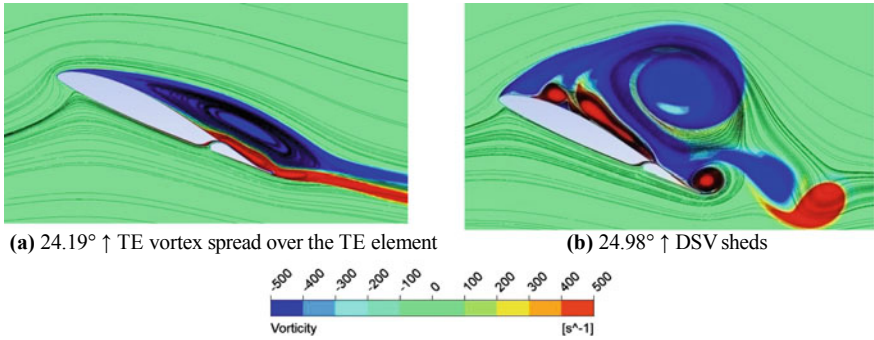 (a) 24.19° ↑ TE vortex spread over the TE element
(b) 24.98° ↑ DSV sheds
-500 -400 -300 -200 -100 0 100 200 300 400 500
Vorticity [s^-1]